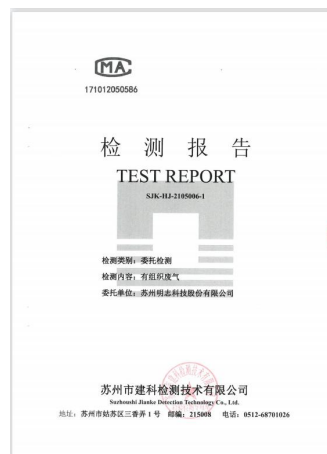 MA
171012050586
检 测 报 告
TEST REPORT
SJK-HJ-2105006-1
检测类别：委托检测
检测内容：有组织废气
委托单位：苏州明志科技股份有限公司
苏州市建科检测技术有限公司
Suzhoushi Jianke Detection Technology Co., Ltd.
地址：苏州市姑苏区三香弄 1 号 邮编：215008 电话：0512-68701026